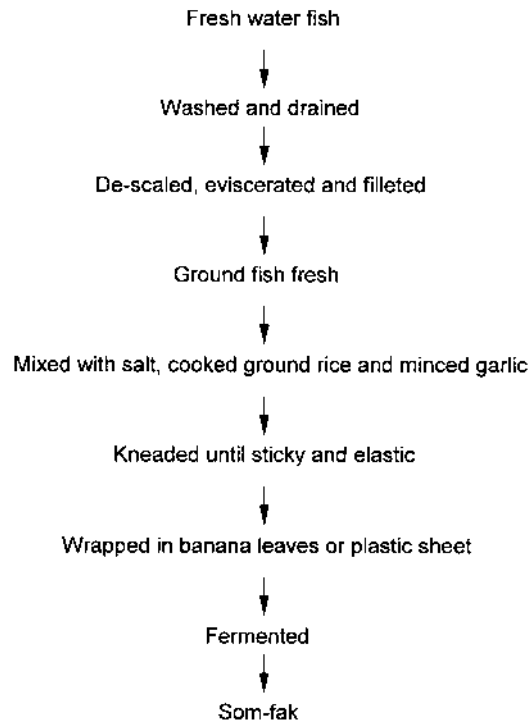 Fresh water fish
Washed and drained
De-scaled, eviscerated and filleted
Ground fish fresh
Mixed with salt, cooked ground rice and minced garlic
Kneaded until sticky and elastic
Wrapped in banana leaves or plastic sheet
Fermented
Som-fak